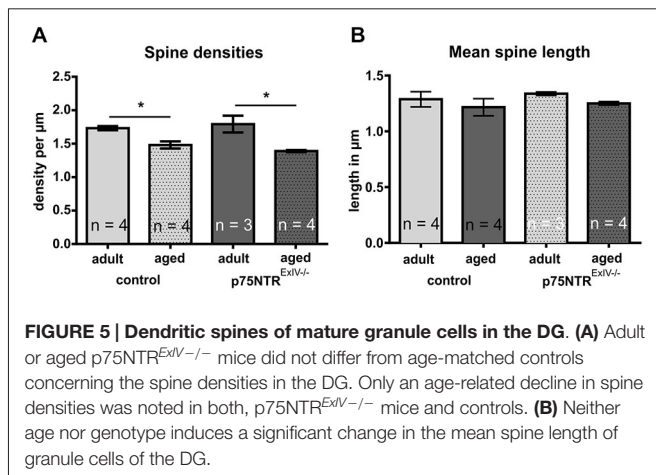 A
Spine densities
B
Mean spine length
density per µm
2.5
2.0
1.5
1.0
0.5
0.0
*
*
n = 4
n = 4
n = 3
n = 4
adult
aged
adult
aged
control
p75NTR ExIV-/-
length in µm
1.5
1.0
0.5
n = 4
n = 4
n = 3
n = 4
adult
aged
adult
aged
control
p75NTR ExIV-/-
FIGURE 5 | Dendritic spines of mature granule cells in the DG. (A) Adult
or aged p75NTR ExIV−/− mice did not differ from age-matched controls
concerning the spine densities in the DG. Only an age-related decline in spine
densities was noted in both, p75NTR ExIV−/− mice and controls. (B) Neither
age nor genotype induces a significant change in the mean spine length of
granule cells of the DG.